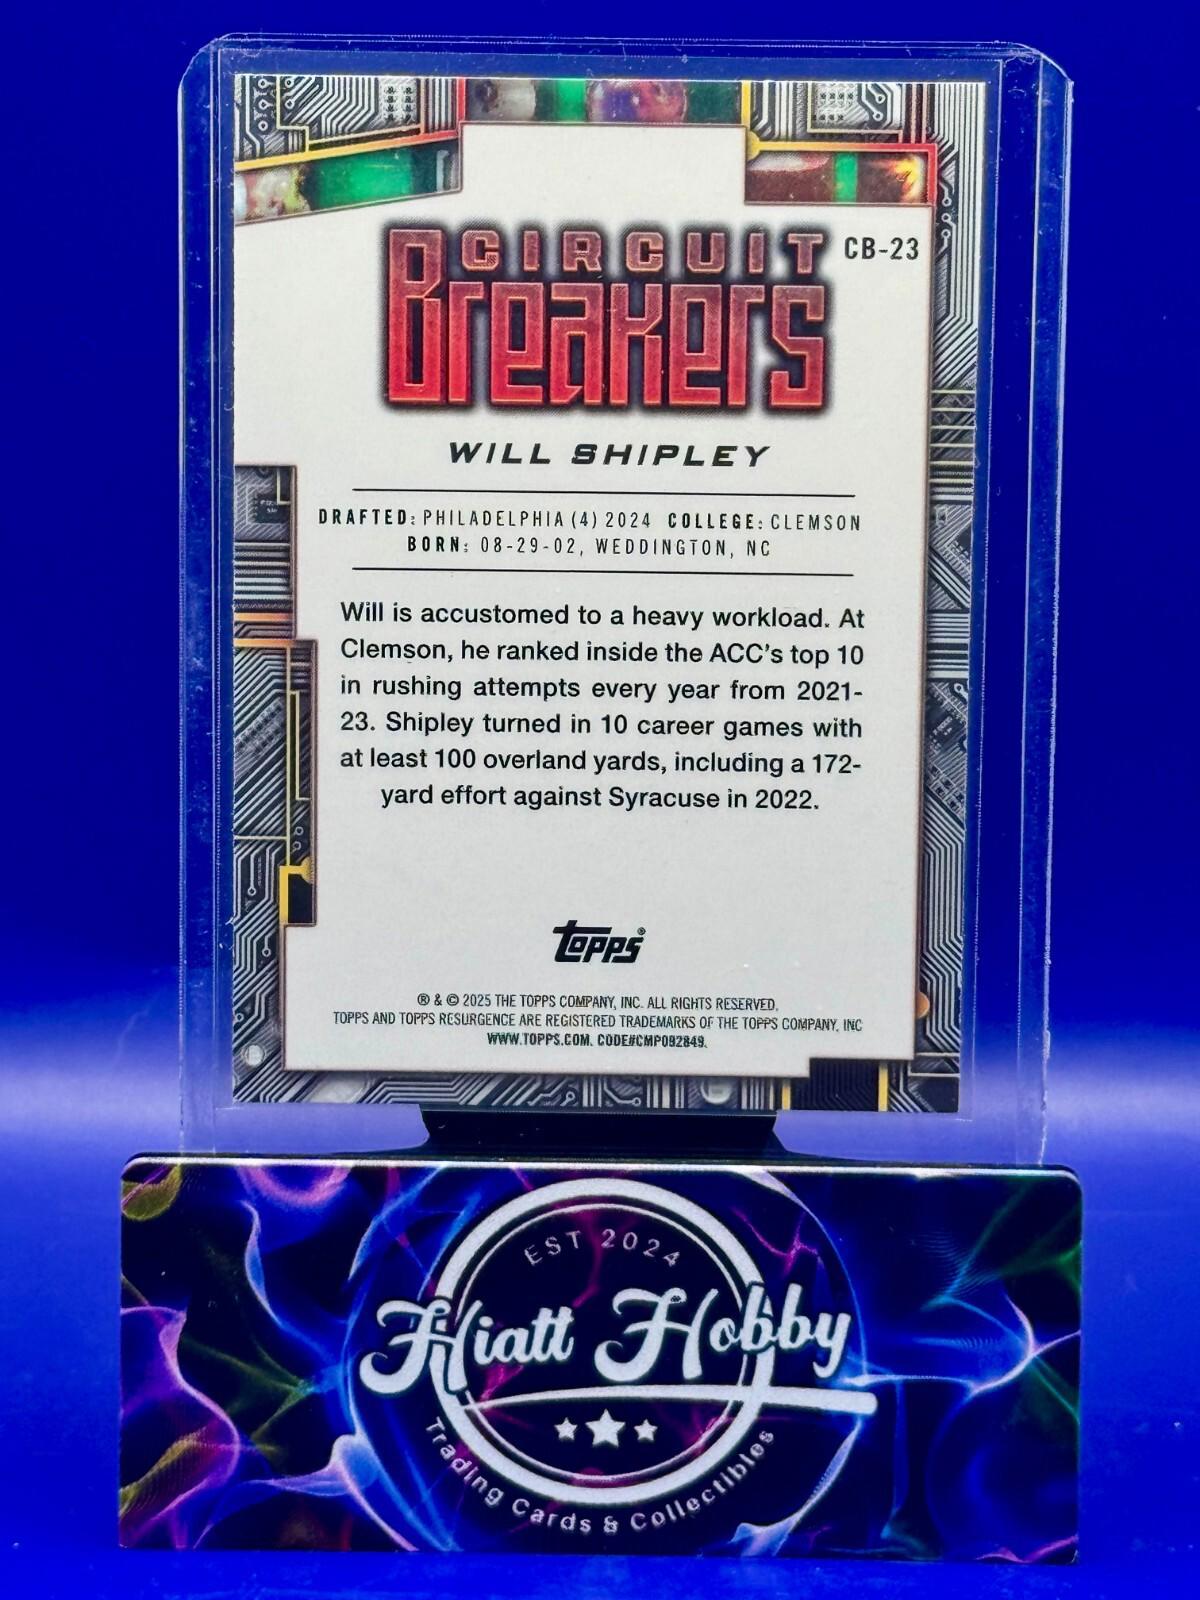 CIRCUIT
Breakers
CB-23
WILL SHIPLEY
DRAFTED: PHILADELPHIA (4) 2024 COLLEGE: CLEMSON
BORN: 08-29-02, WEDDINGTON, NC
Will is accustomed to a heavy workload. At
Clemson, he ranked inside the ACC's top 10
in rushing attempts every year from 2021-
23. Shipley turned in 10 career games with
at least 100 overland yards, including a 172-
yard effort against Syracuse in 2022.
topps®
® & © 2025 THE TOPPS COMPANY, INC. ALL RIGHTS RESERVED.
TOPPS AND TOPPS RESURGENCE ARE REGISTERED TRADEMARKS OF THE TOPPS COMPANY, INC
WWW.TOPPS.COM. CODE#CMP092849.
EST 2024
Hiatt Hobby
Trading Cards & Collectibles